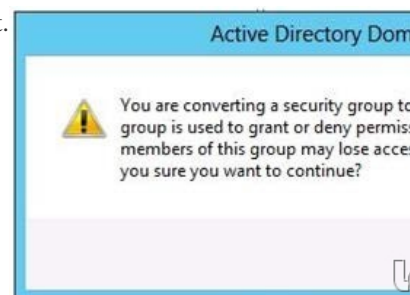 Active Directory Dom
You are converting a security group to
group is used to grant or deny permiss
members of this group may lose acces
you sure you want to continue?